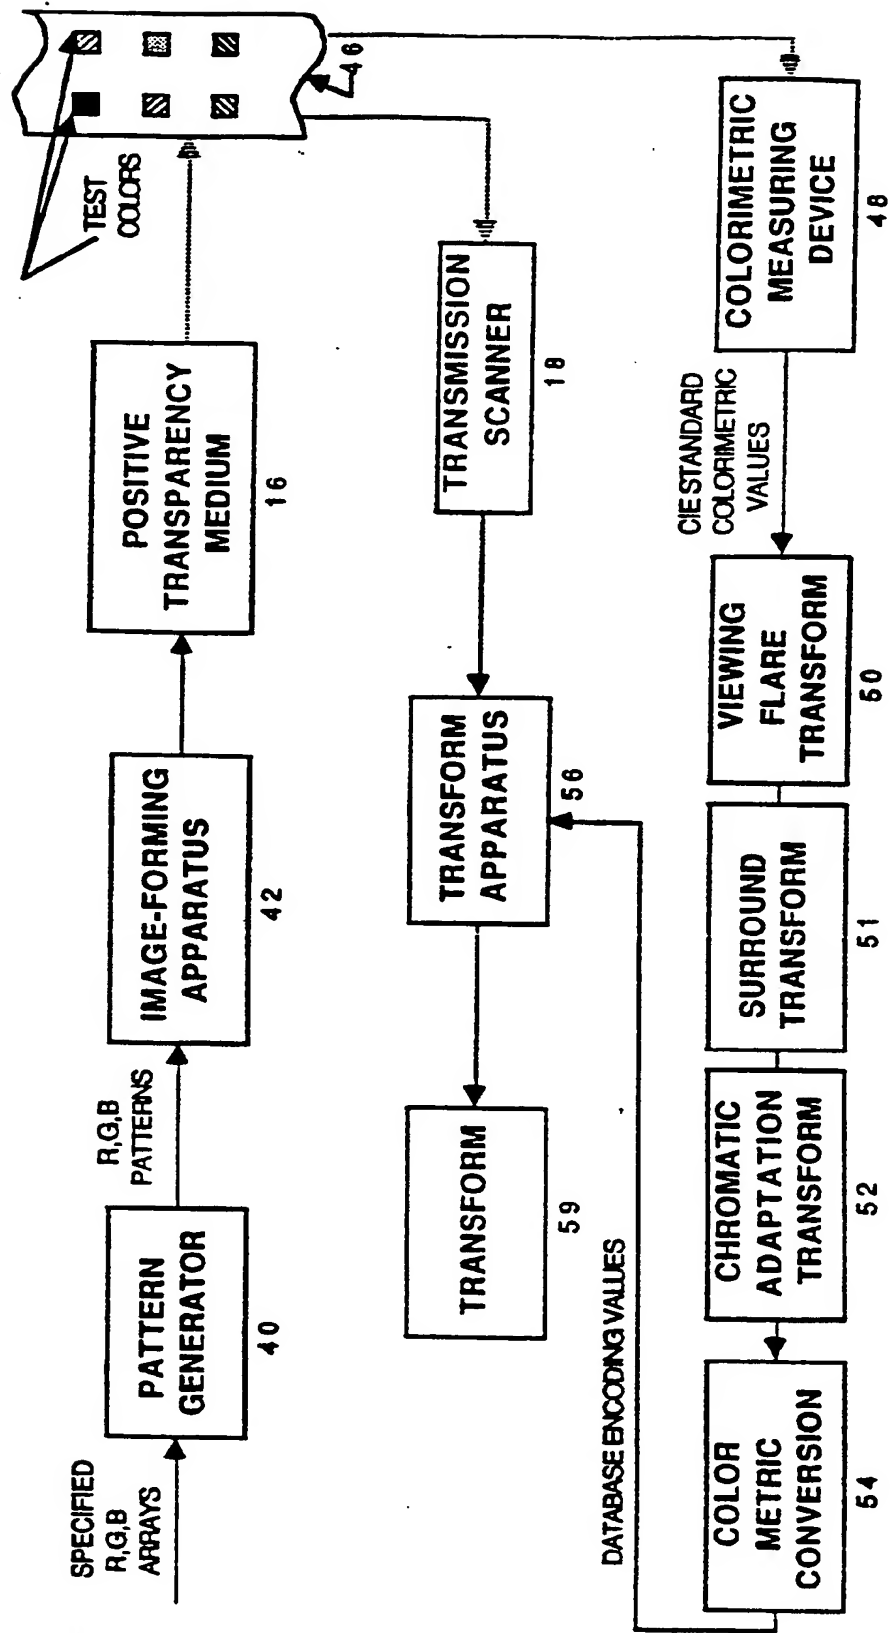 SPECIFIED
R,G,B
ARRAYS
PATTERN
GENERATOR
40
R,G,B
PATTERNS
IMAGE-FORMING
APPARATUS
42
POSITIVE
TRANSPARENCY
MEDIUM
16
TEST
COLORS
46
TRANSFORM
59
TRANSFORM
APPARATUS
56
TRANSMISSION
SCANNER
18
DATABASE ENCODING VALUES
COLOR
METRIC
CONVERSION
54
CHROMATIC
ADAPTATION
TRANSFORM
52
SURROUND
TRANSFORM
51
VIEWING
FLARE
TRANSFORM
50
CIE STANDARD
COLORIMETRIC
VALUES
COLORIMETRIC
MEASURING
DEVICE
48